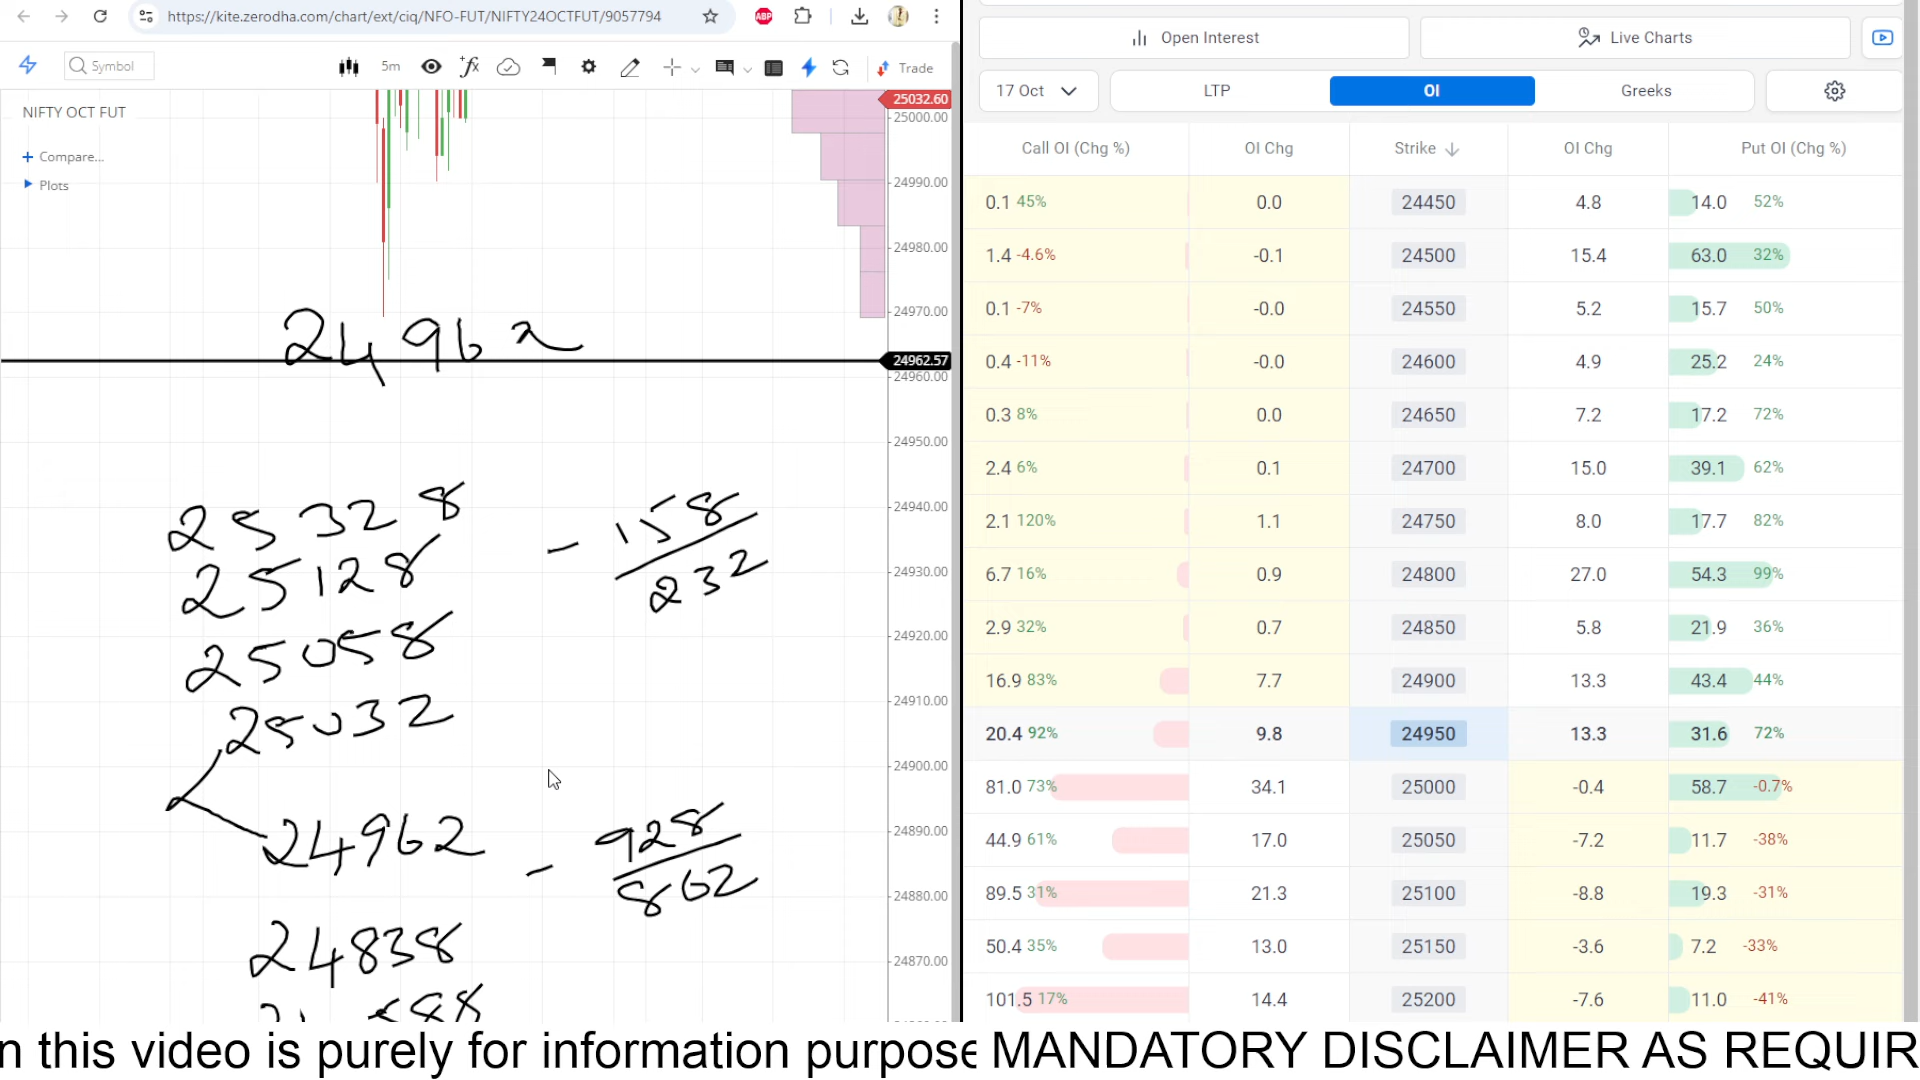 https://kite.zerodha.com/chart/ext/ciq/NFO-FUT/NIFTY24OCTFUT/9057794
ABP
Symbol
5m
Trade
NIFTY OCT FUT
Compare...
Plots
25032.60
25000.00
24990.00
24980.00
24970.00
24962.57
24960.00
24950.00
24940.00
24930.00
24920.00
24910.00
24900.00
24890.00
24880.00
24870.00
24962
25328
25128
25058
25032
24962
24838
- 158
232
- 928
862
Open Interest
Live Charts
17 Oct
LTP
OI
Greeks
Call OI (Chg %) OI Chg Strike OI Chg Put OI (Chg %)
0.1 45% 0.0 24450 4.8 14.0 52%
1.4 -4.6% -0.1 24500 15.4 63.0 32%
0.1 -7% -0.0 24550 5.2 15.7 50%
0.4 -11% -0.0 24600 4.9 25.2 24%
0.3 8% 0.0 24650 7.2 17.2 72%
2.4 6% 0.1 24700 15.0 39.1 62%
2.1 120% 1.1 24750 8.0 17.7 82%
6.7 16% 0.9 24800 27.0 54.3 99%
2.9 32% 0.7 24850 5.8 21.9 36%
16.9 83% 7.7 24900 13.3 43.4 44%
20.4 92% 9.8 24950 13.3 31.6 72%
81.0 73% 34.1 25000 -0.4 58.7 -0.7%
44.9 61% 17.0 25050 -7.2 11.7 -38%
89.5 31% 21.3 25100 -8.8 19.3 -31%
50.4 35% 13.0 25150 -3.6 7.2 -33%
101.5 17% 14.4 25200 -7.6 11.0 -41%
n this video is purely for information purpose MANDATORY DISCLAIMER AS REQUIR